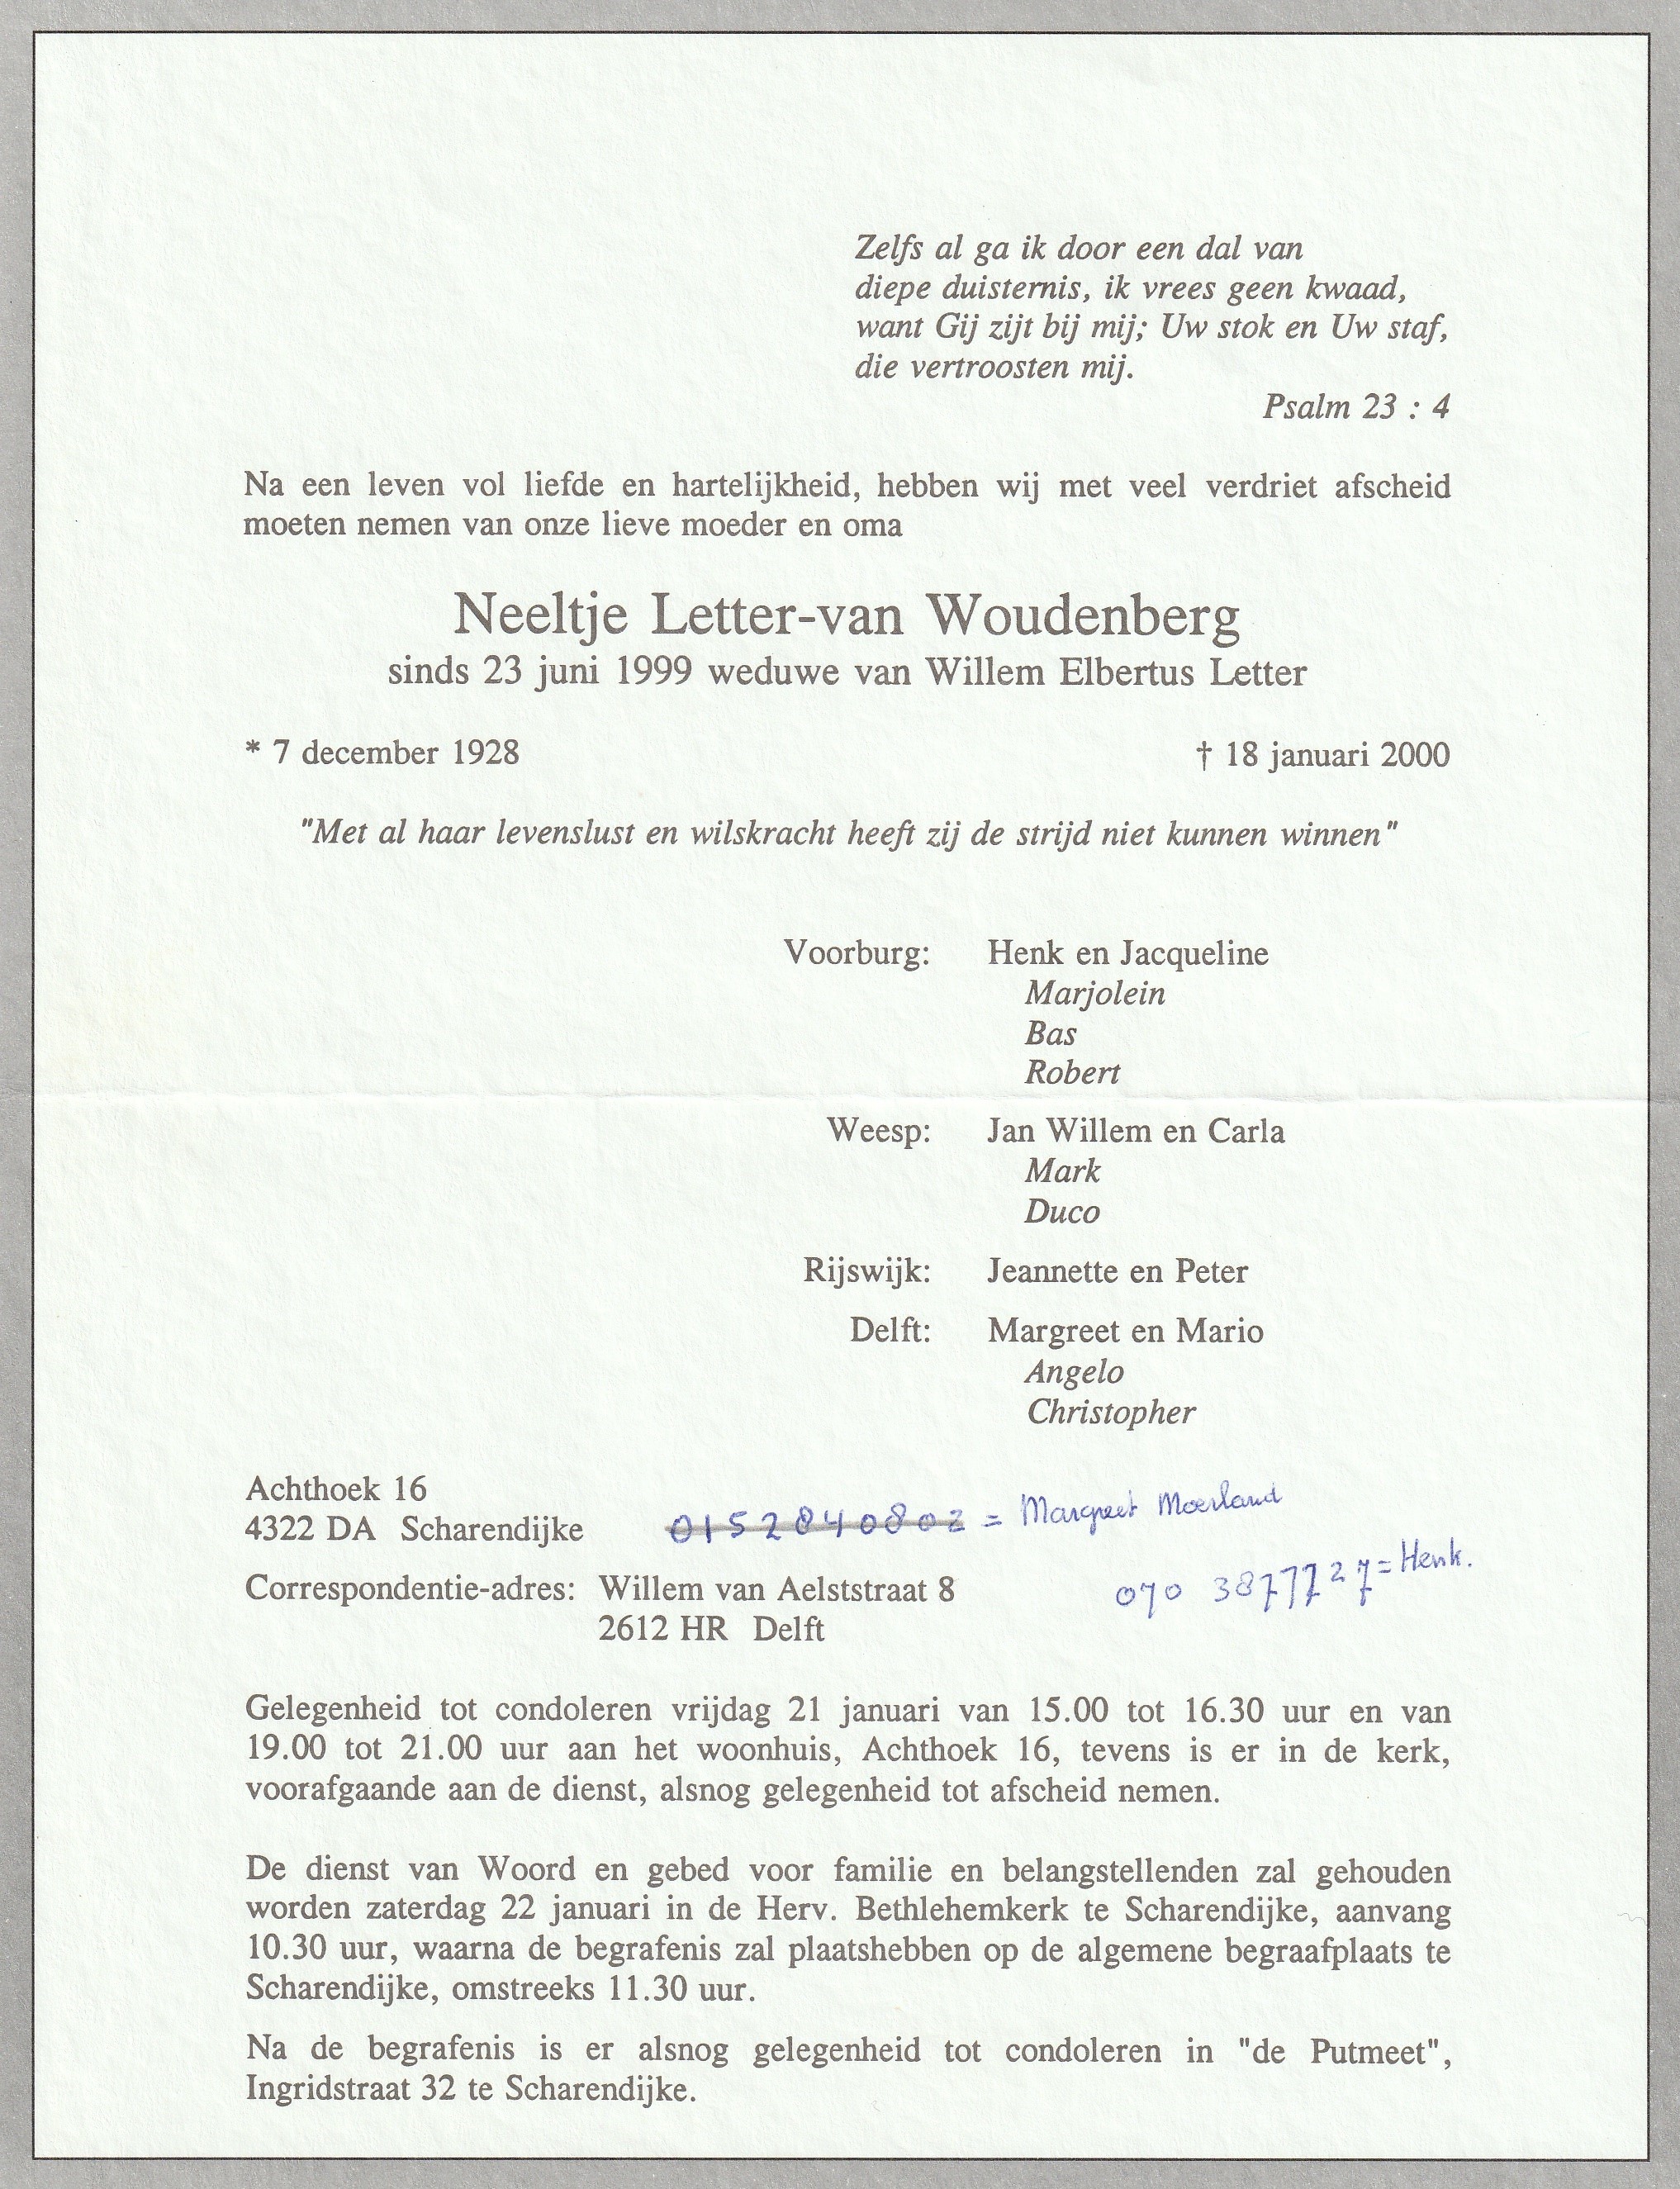 Zelfs al ga ik door een dal van
diepe duisternis, ik vrees geen kwaad,
want Gij zijt bij mij; Uw stok en Uw staf,
die vertroosten mij.
Psalm 23 : 4
Na een leven vol liefde en hartelijkheid, hebben wij met veel verdriet afscheid
moeten nemen van onze lieve moeder en oma
Neeltje Letter-van Woudenberg
sinds 23 juni 1999 weduwe van Willem Elbertus Letter
* 7 december 1928 † 18 januari 2000
"Met al haar levenslust en wilskracht heeft zij de strijd niet kunnen winnen"
Voorburg: Henk en Jacqueline
Marjolein
Bas
Robert
Weesp: Jan Willem en Carla
Mark
Duco
Rijswijk: Jeannette en Peter
Delft: Margreet en Mario
Angelo
Christopher
Achthoek 16
4322 DA Scharendijke 0152840802 = Margreet Moerland
070 3877727 = Henk.
Correspondentie-adres: Willem van Aelststraat 8
2612 HR Delft
Gelegenheid tot condoleren vrijdag 21 januari van 15.00 tot 16.30 uur en van
19.00 tot 21.00 uur aan het woonhuis, Achthoek 16, tevens is er in de kerk,
voorafgaande aan de dienst, alsnog gelegenheid tot afscheid nemen.
De dienst van Woord en gebed voor familie en belangstellenden zal gehouden
worden zaterdag 22 januari in de Herv. Bethlehemkerk te Scharendijke, aanvang
10.30 uur, waarna de begrafenis zal plaatshebben op de algemene begraafplaats te
Scharendijke, omstreeks 11.30 uur.
Na de begrafenis is er alsnog gelegenheid tot condoleren in "de Putmeet",
Ingridstraat 32 te Scharendijke.